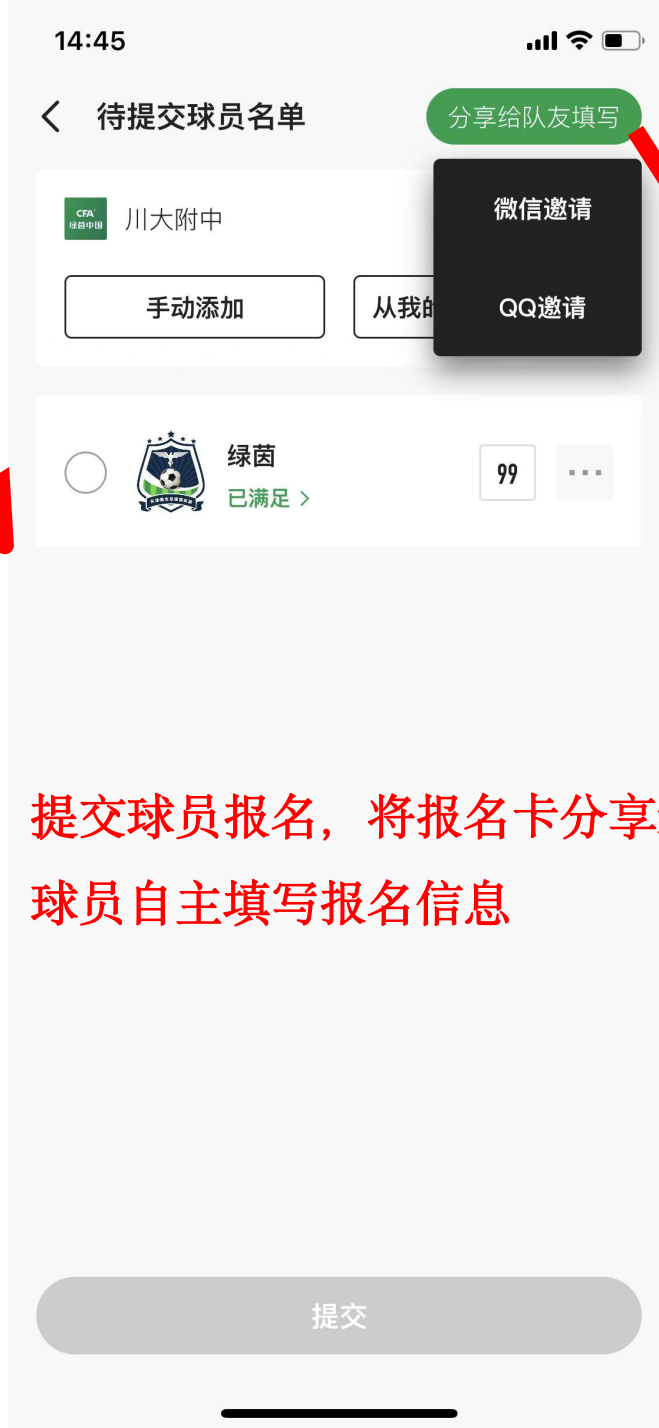 14:45
待提交球员名单
分享给队友填写
微信邀请
QQ邀请
CFA
绿茵中国
川大附中
手动添加
从我的
绿茵
已满足 >
99
提交球员报名，将报名卡分享
球员自主填写报名信息
提交